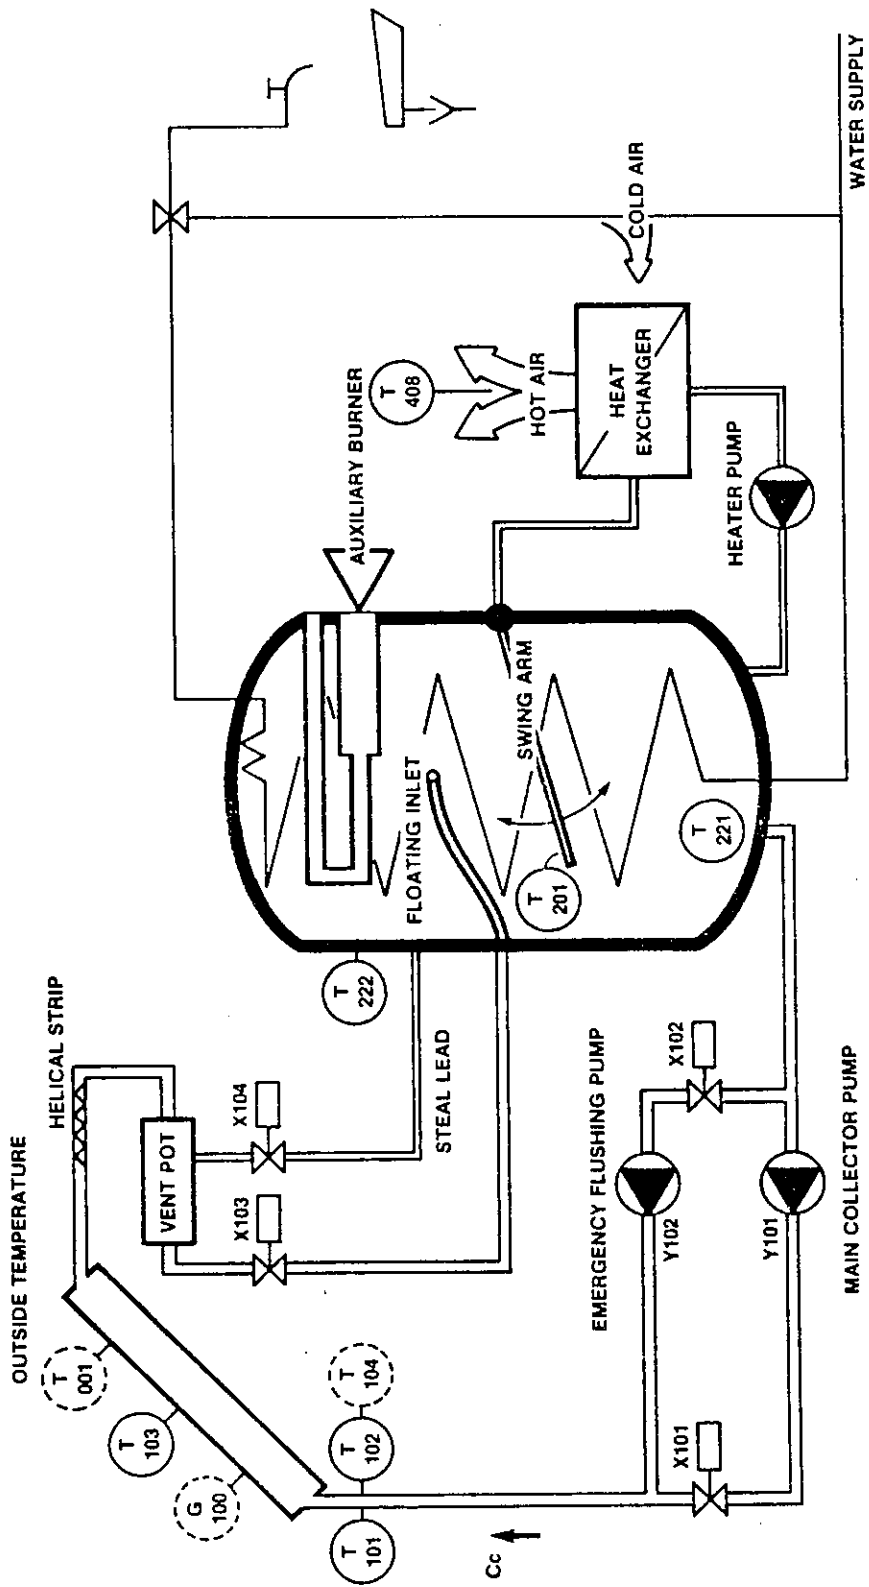 OUTSIDE TEMPERATURE
T
001
T
103
G
100
T
101
T
102
T
104
Cc
HELICAL STRIP
VENT POT
X103
X104
STEAL LEAD
T
222
FLOATING INLET
AUXILIARY BURNER
SWING ARM
T
201
T
221
T
408
HOT AIR
COLD AIR
HEAT
EXCHANGER
HEATER PUMP
WATER SUPPLY
EMERGENCY FLUSHING PUMP
Y102
X102
Y101
X101
MAIN COLLECTOR PUMP